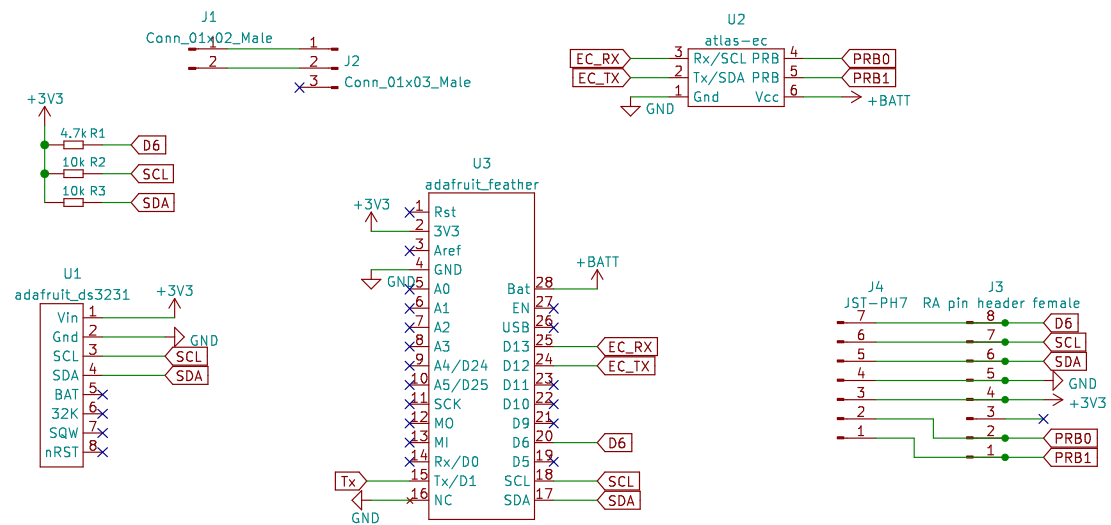 J1
Conn_01x02_Male
1 1
2 2 J2
3 Conn_01x03_Male
U2
atlas-ec
EC_RX 3 Rx/SCL PRB 4 PRB0
EC_TX 2 Tx/SDA PRB 5 PRB1
1 Gnd Vcc 6
GND +BATT
+3V3
4.7k R1
D6
10k R2
SCL
10k R3
SDA
U3
adafruit_feather
+3V3
1 Rst
2 3V3
3 Aref
4 GND
GND
5 A0
6 A1
7 A2
8 A3
9 A4/D24
10 A5/D25
11 SCK
12 MO
13 MI
14 Rx/D0
Tx 15 Tx/D1
16 NC
GND
+BATT
Bat 28
EN 27
USB 26
D13 25 EC_RX
D12 24 EC_TX
D11 23
D10 22
D9 21
D6 20 D6
D5 19
SCL 18 SCL
SDA 17 SDA
U1
adafruit_ds3231
+3V3
Vin 1
Gnd 2 GND
SCL 3 SCL
SDA 4 SDA
BAT 5
32K 6
SQW 7
nRST 8
J4 J3
JST-PH7 RA pin header female
7 8 D6
6 7 SCL
5 6 SDA
4 5 GND
3 4 +3V3
2 3
1 2 PRB0
1 PRB1